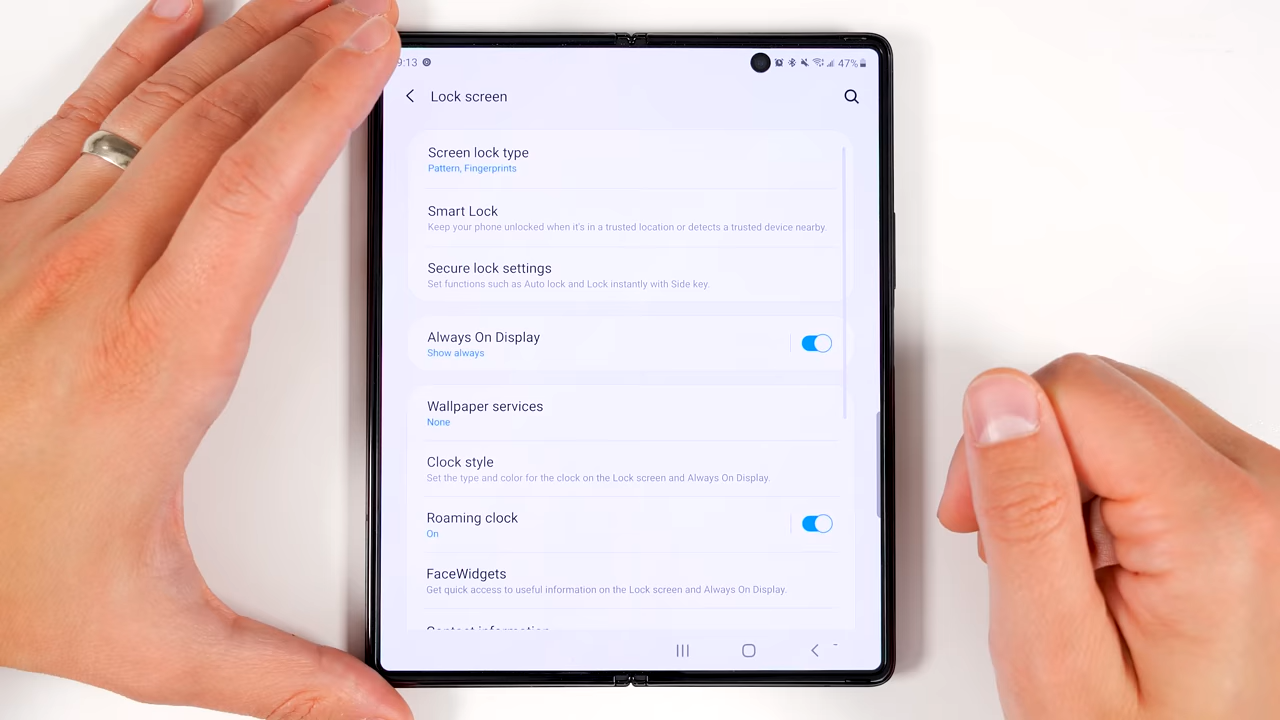 9:13
47%
Lock screen
Screen lock type
Pattern, Fingerprints
Smart Lock
Keep your phone unlocked when it's in a trusted location or detects a trusted device nearby.
Secure lock settings
Set functions such as Auto lock and Lock instantly with Side key.
Always On Display
Show always
Wallpaper services
None
Clock style
Set the type and color for the clock on the Lock screen and Always On Display.
Roaming clock
On
FaceWidgets
Get quick access to useful information on the Lock screen and Always On Display.
Contact information